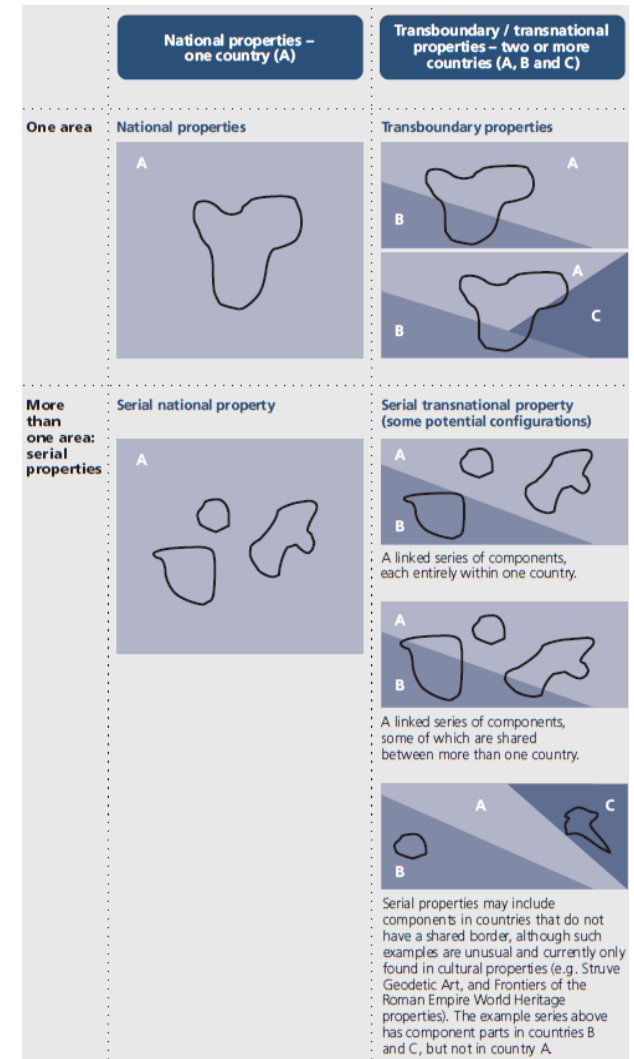 National properties –
one country (A)
Transboundary / transnational
properties – two or more
countries (A, B and C)
One area
National properties
A
Transboundary properties
A
B
A
B
C
More
than
one area:
serial
properties
Serial national property
A
Serial transnational property
(some potential configurations)
A
B
A linked series of components,
each entirely within one country.
A
B
A linked series of components,
some of which are shared
between more than one country.
A
C
B
Serial properties may include
components in countries that do not
have a shared border, although such
examples are unusual and currently only
found in cultural properties (e.g. Struve
Geodetic Art, and Frontiers of the
Roman Empire World Heritage
properties). The example series above
has component parts in countries B
and C, but not in country A.